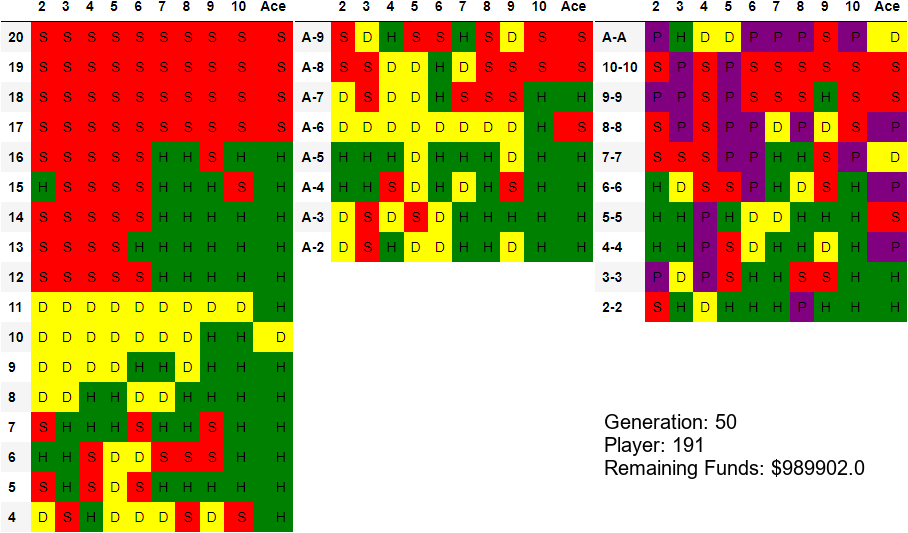 2 3 4 5 6 7 8 9 10 Ace
20 S S S S S S S S S S
19 S S S S S S S S S S
18 S S S S S S S S S S
17 S S S S S S S S S S
16 S S S S S H H S H H
15 H S S S S H H H S H
14 S S S S S H H H H H
13 S S S S H H H H H H
12 S S S S S H H H H H
11 D D D D D D D D D H
10 D D D D D D D H H D
9 D D D D H H D H H H
8 D D H H D D H H H H
7 S H H H S H H S H H
6 H H S D D S S S H H
5 S H S D S H H H H H
4 D S H D D D S D S H
2 3 4 5 6 7 8 9 10 Ace
A-9 S D H S S H S D S S
A-8 S S D D H D S S S S
A-7 D S D D H S S S H H
A-6 D D D D D D D D H S
A-5 H H H D H H H D H H
A-4 H H S D H D H S H H
A-3 D S D S D H H H H H
A-2 D S H D D H H D H H
2 3 4 5 6 7 8 9 10 Ace
A-A P H D D P P P S P D
10-10 S P S P S S S S S S
9-9 P P S P S S S H S S
8-8 S P S P P D P D S P
7-7 S S S P P H H S P D
6-6 H D S S P H D S H P
5-5 H H P H D D H H H S
4-4 H H P S D H H D H P
3-3 P D P S H H S S H H
2-2 S H D H H H P H H H
Generation: 50
Player: 191
Remaining Funds: $989902.0